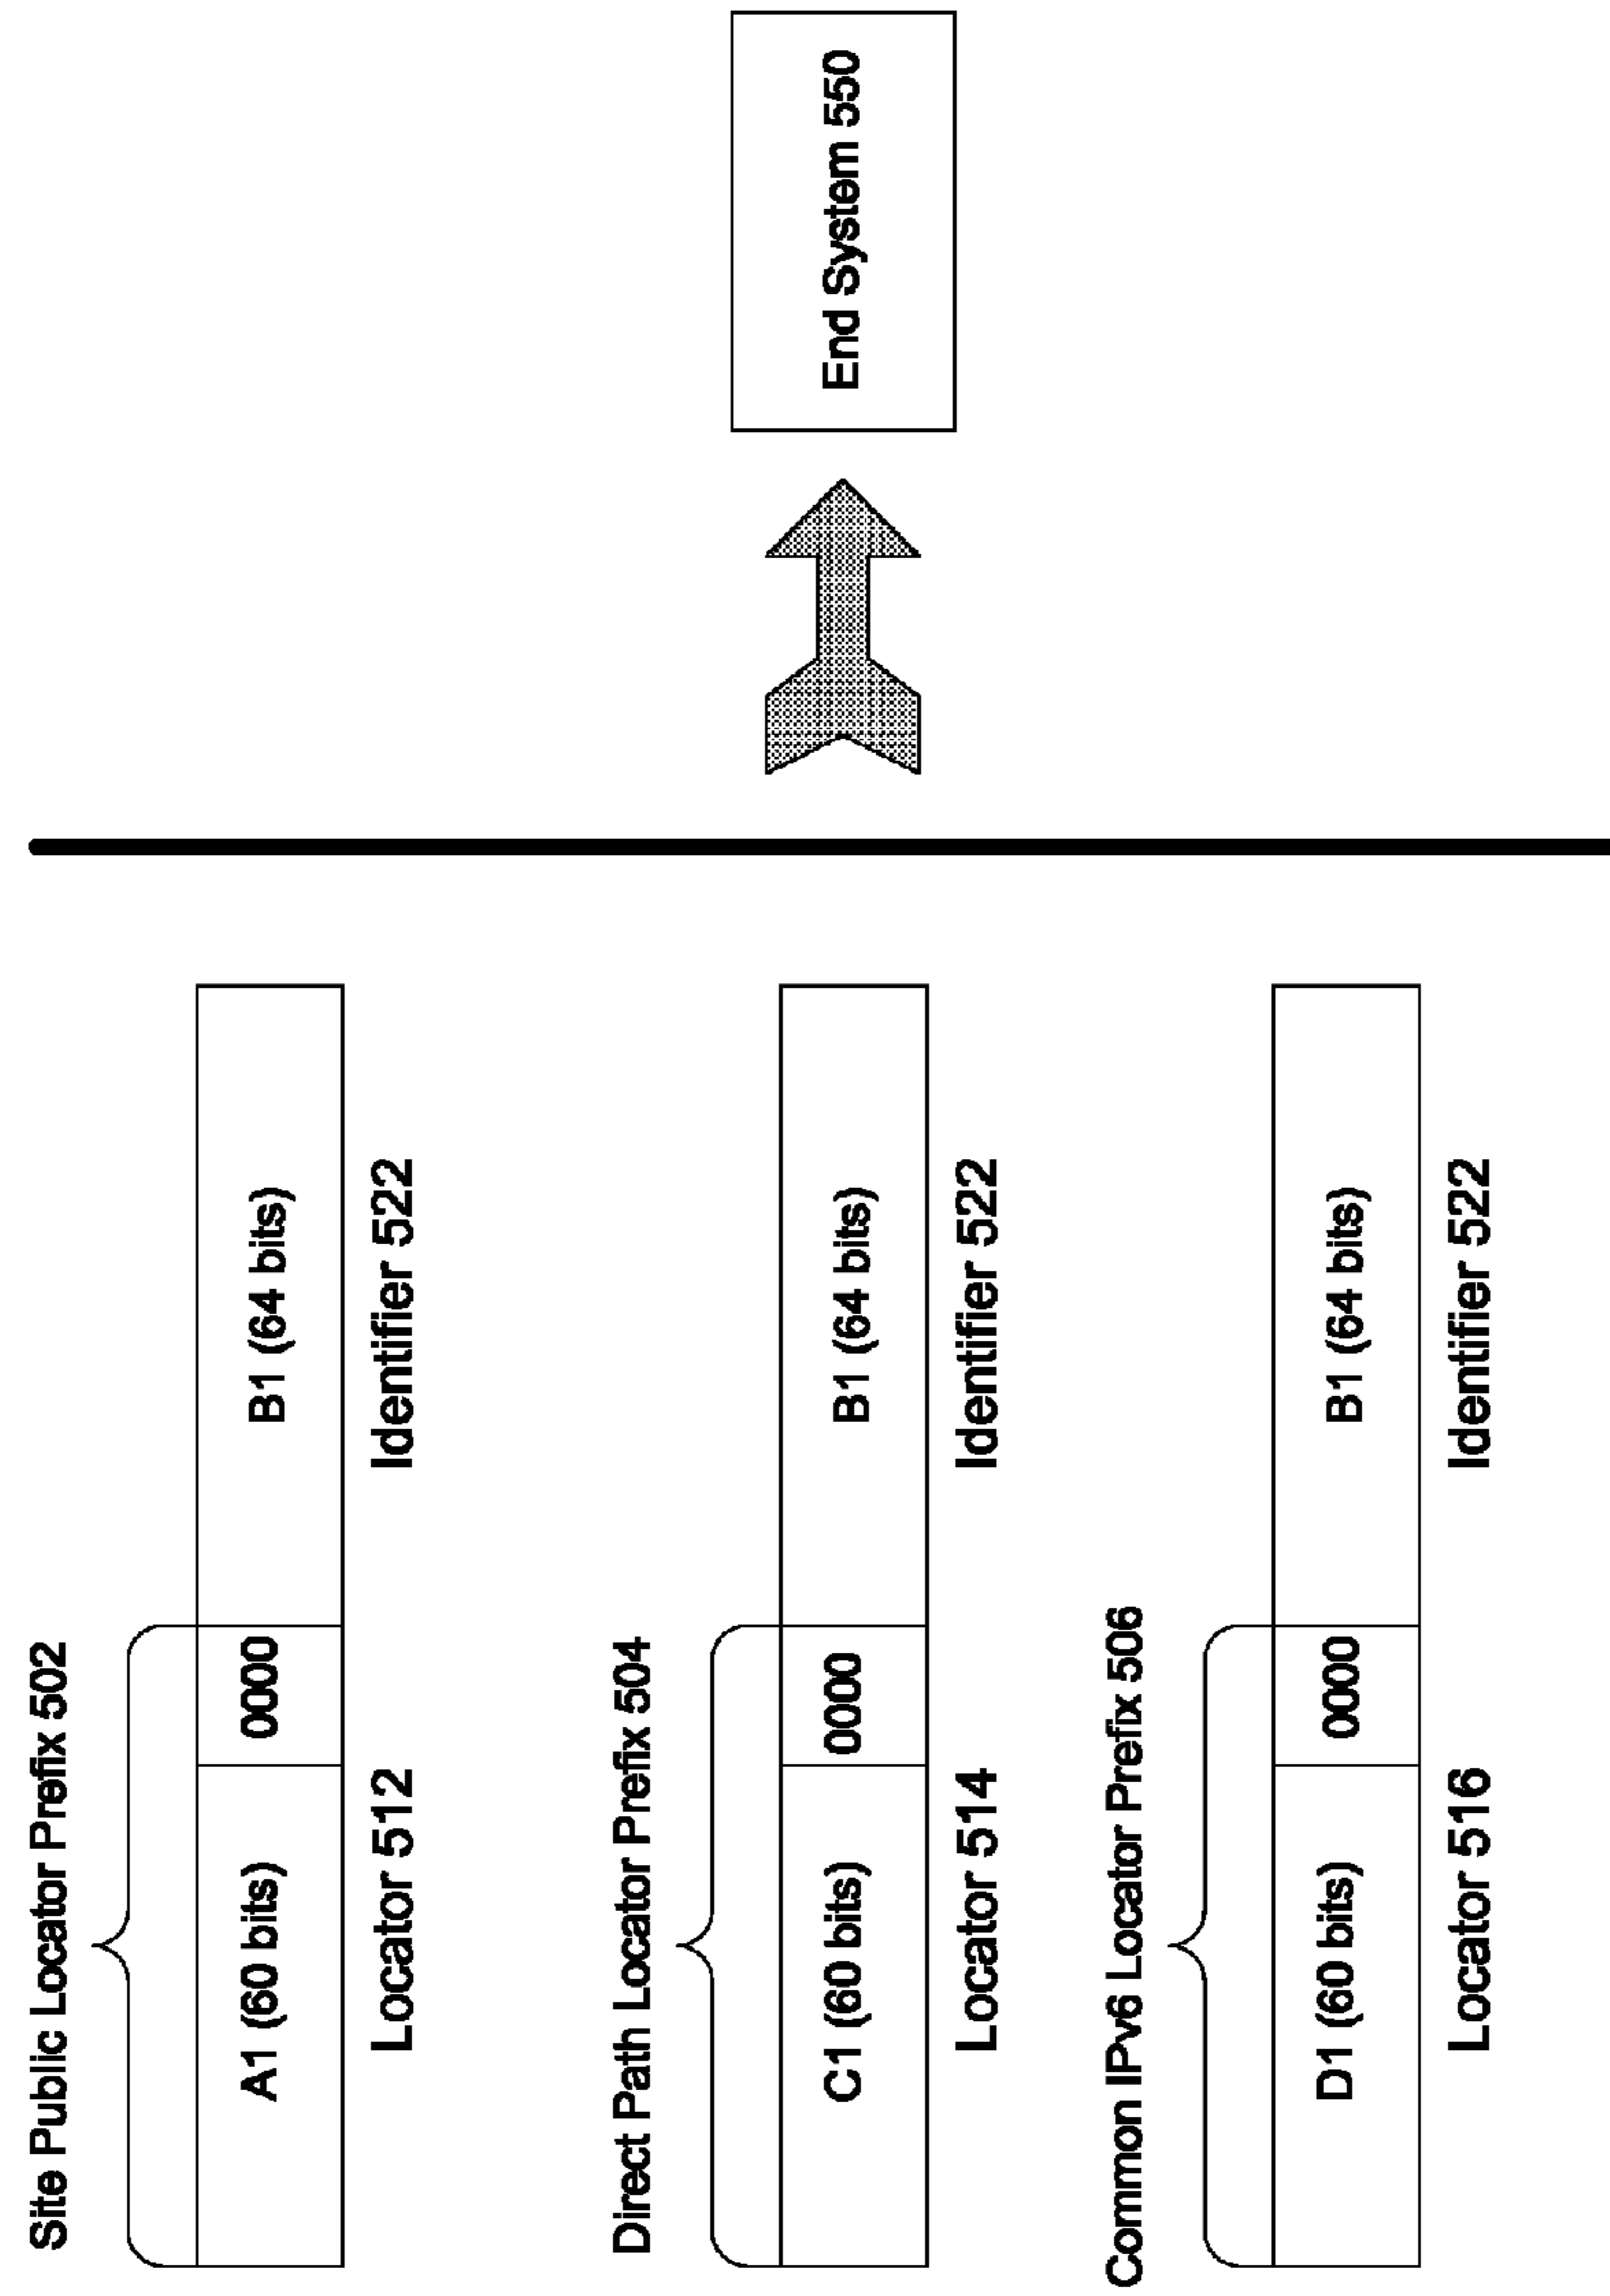 Site Public Locator Prefix 502
A1 (60 bits) 0000 B1 (64 bits)
Locator 512 Identifier 522
Direct Path Locator Prefix 504
C1 (60 bits) 0000 B1 (64 bits)
Locator 514 Identifier 522
End System 550
Common IPv6 Locator Prefix 506
D1 (60 bits) 0000 B1 (64 bits)
Locator 516 Identifier 522